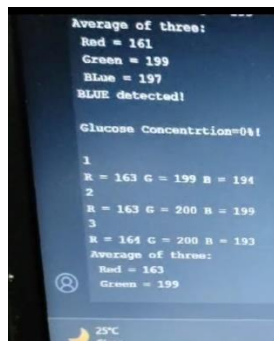 Average of three:
Red = 161
Green = 199
BLue = 197
BLUE detected!
Glucose Concentrtion=0%!
1
R = 163 G = 199 B = 194
2
R = 163 G = 200 B = 199
3
R = 164 G = 200 B = 193
Average of three:
Red = 163
Green = 199
25°C